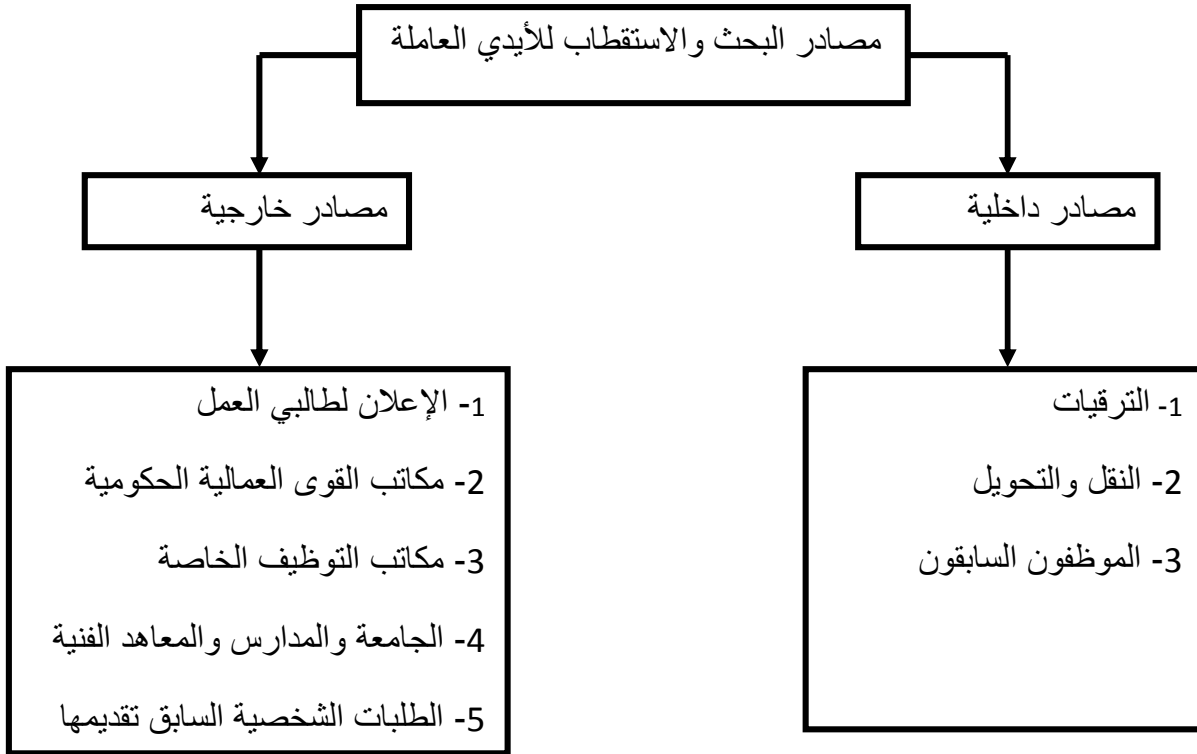 مصادر البحث والاستقطاب للأيدي العاملة
مصادر داخلية
مصادر خارجية
1- الترقيات
2- النقل والتحويل
3- الموظفون السابقون
1- الإعلان لطالبي العمل
2- مكاتب القوى العمالية الحكومية
3- مكاتب التوظيف الخاصة
4- الجامعة والمدارس والمعاهد الفنية
5- الطلبات الشخصية السابق تقديمها